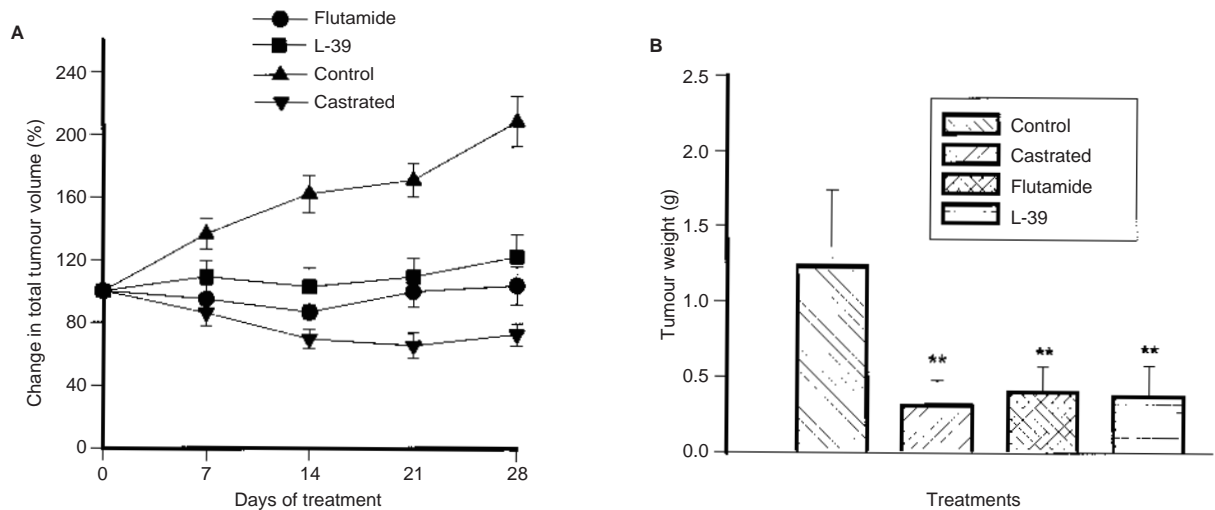 A
Flutamide
L-39
Control
Castrated
Change in total tumour volume (%)
240
200
160
120
80
40
0
0 7 14 21 28
Days of treatment
B
Control
Castrated
Flutamide
L-39
Tumour weight (g)
2.5
2.0
1.5
1.0
0.5
0.0
** ** **
Treatments